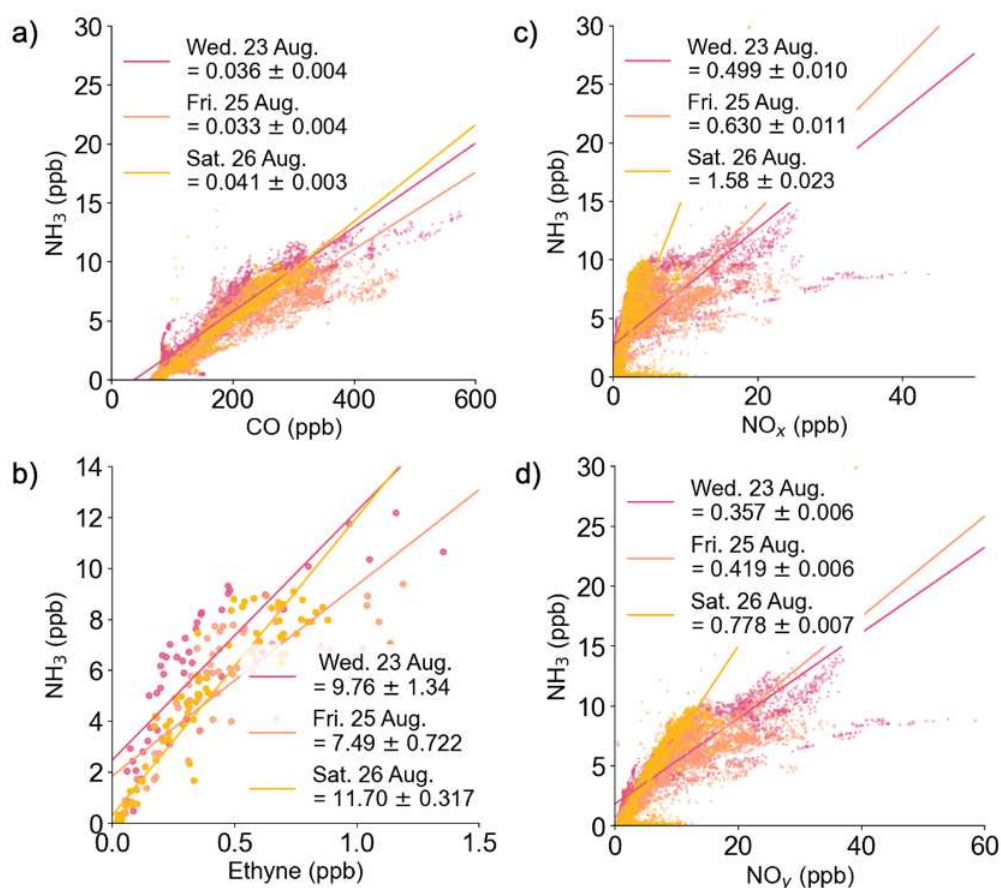 a)
30
25
20
15
10
5
0
NH3 (ppb)
Wed. 23 Aug.
= 0.036 ± 0.004
Fri. 25 Aug.
= 0.033 ± 0.004
Sat. 26 Aug.
= 0.041 ± 0.003
0 200 400 600
CO (ppb)
c)
30
25
20
15
10
5
0
NH3 (ppb)
Wed. 23 Aug.
= 0.499 ± 0.010
Fri. 25 Aug.
= 0.630 ± 0.011
Sat. 26 Aug.
= 1.58 ± 0.023
0 20 40
NOx (ppb)
b)
14
12
10
8
6
4
2
0
NH3 (ppb)
Wed. 23 Aug.
= 9.76 ± 1.34
Fri. 25 Aug.
= 7.49 ± 0.722
Sat. 26 Aug.
= 11.70 ± 0.317
0 0.5 1.0 1.5
Ethyne (ppb)
d)
30
25
20
15
10
5
0
NH3 (ppb)
Wed. 23 Aug.
= 0.357 ± 0.006
Fri. 25 Aug.
= 0.419 ± 0.006
Sat. 26 Aug.
= 0.778 ± 0.007
0 20 40 60
NOy (ppb)